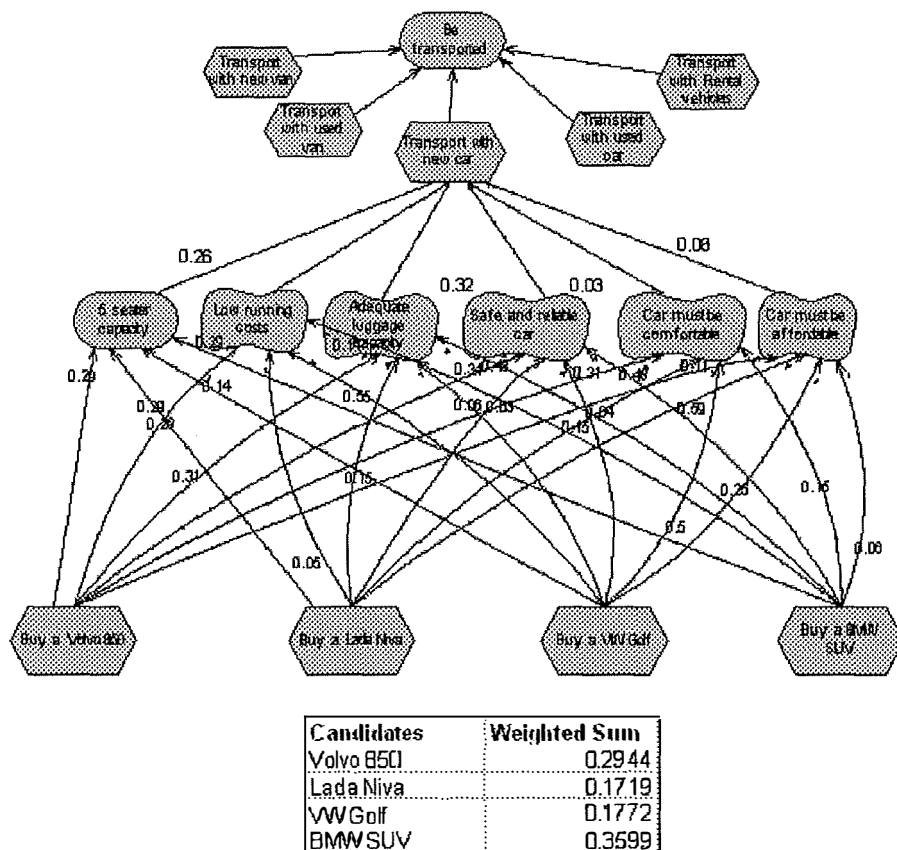 Be
transported
Transport
with new van
Transport
with Rental
vehicles
Transport
with used
van
Transport with
new car
Transport
with used
car
0.26
0.08
0.32
0.03
5 seater
capacity
Low running
costs
Adequate
luggage
capacity
Safe and reliable
car
Car must be
comfortable
Car must be
affordable
0.29
0.29
0.14
0.29
0.55
0.31
0.59
0.31
0.15
0.25
0.15
0.5
0.05
0.08
Buy a Volvo 850
Buy a Lada Niva
Buy a VW Golf
Buy a BMW
SUV
Candidates Weighted Sum
Volvo 850 0.2944
Lada Niva 0.1719
VW Golf 0.1772
BMW SUV 0.3599